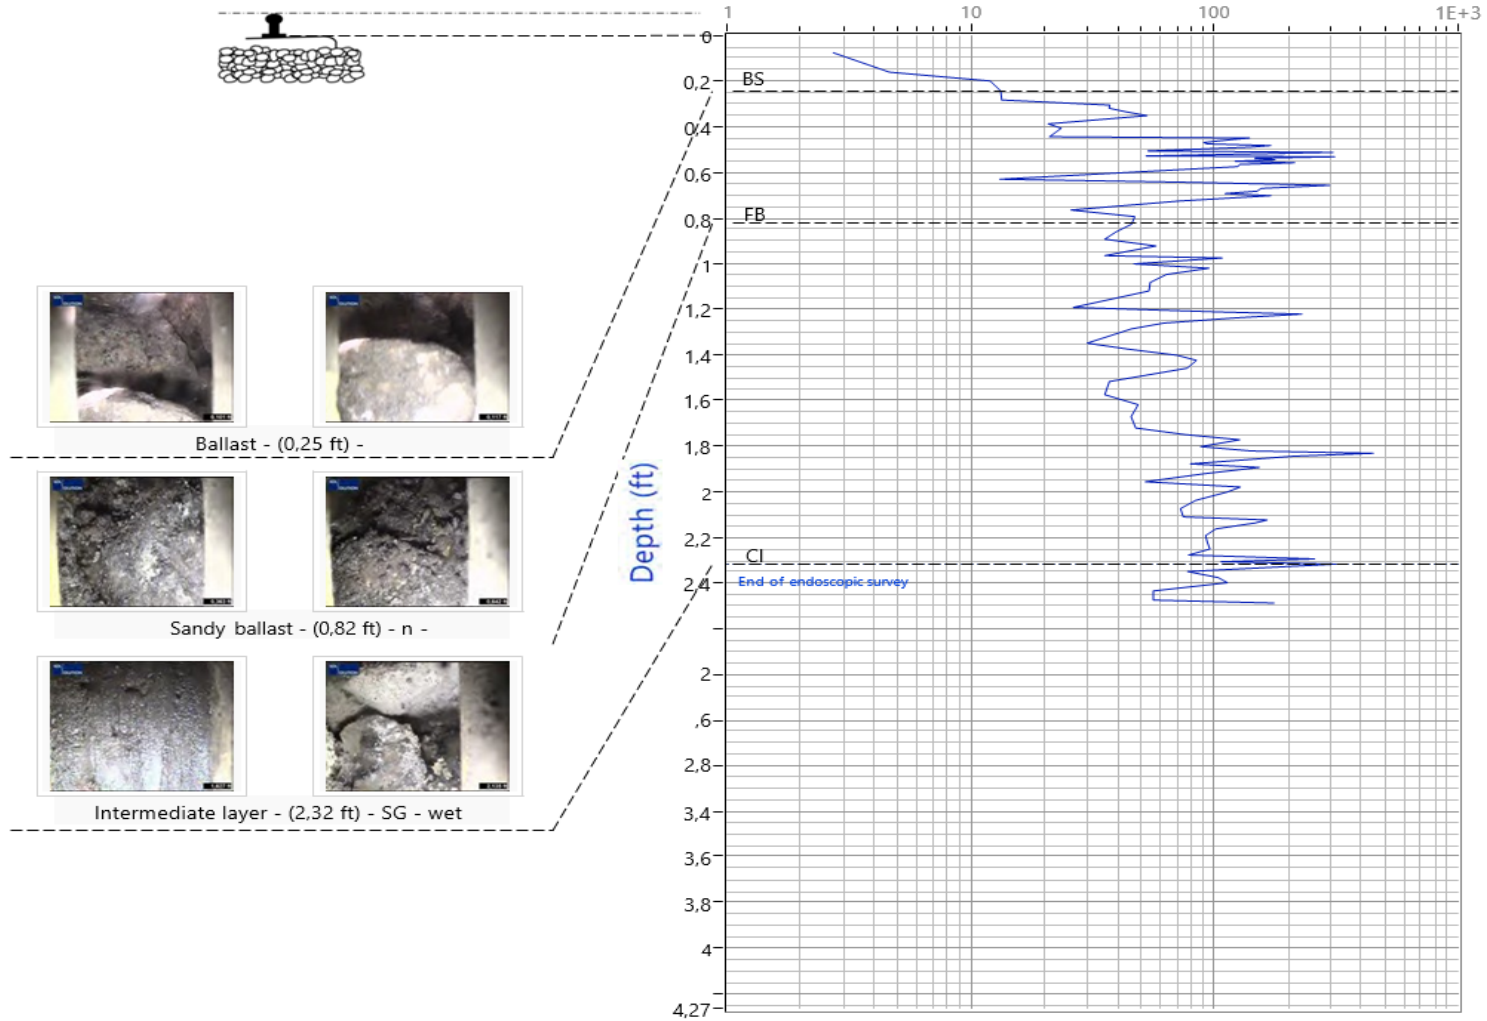 1 10 100 1E+3
0
0,2
BS
0,4
0,6
0,8
FB
1
1,2
1,4
Ballast - (0,25 ft) -
1,6
1,8
2
Depth (ft)
2,2
CI
2,4
End of endoscopic survey
Sandy ballast - (0,82 ft) - n -
2
,6
2,8
Intermediate layer - (2,32 ft) - SG - wet
3,4
3,6
3,8
4
4,27